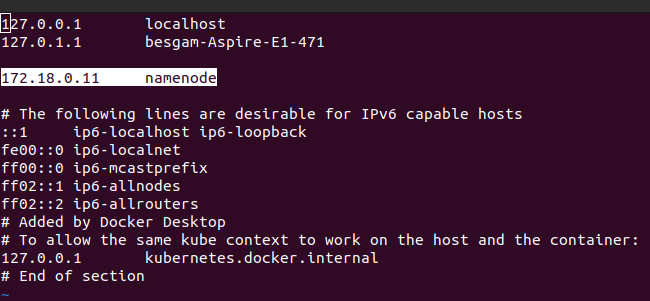 127.0.0.1       localhost
127.0.1.1       besgam-Aspire-E1-471
172.18.0.11     namenode
# The following lines are desirable for IPv6 capable hosts
::1     ip6-localhost ip6-loopback
fe00::0 ip6-localnet
ff00::0 ip6-mcastprefix
ff02::1 ip6-allnodes
ff02::2 ip6-allrouters
# Added by Docker Desktop
# To allow the same kube context to work on the host and the container:
127.0.0.1       kubernetes.docker.internal
# End of section
~